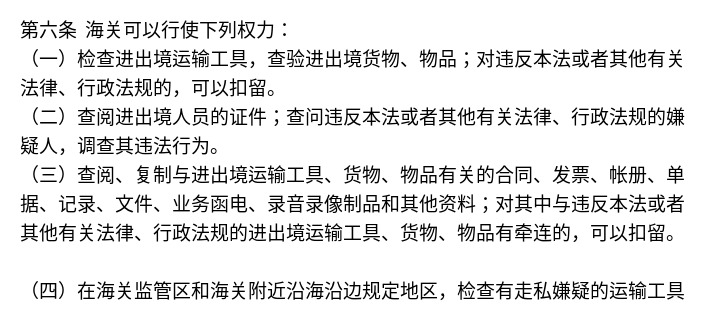 第六条 海关可以行使下列权力：
（一）检查进出境运输工具，查验进出境货物、物品；对违反本法或者其他有关
法律、行政法规的，可以扣留。
（二）查阅进出境人员的证件；查问违反本法或者其他有关法律、行政法规的嫌
疑人，调查其违法行为。
（三）查阅、复制与进出境运输工具、货物、物品有关的合同、发票、帐册、单
据、记录、文件、业务函电、录音录像制品和其他资料；对其中与违反本法或者
其他有关法律、行政法规的进出境运输工具、货物、物品有牵连的，可以扣留。
（四）在海关监管区和海关附近沿海沿边规定地区，检查有走私嫌疑的运输工具